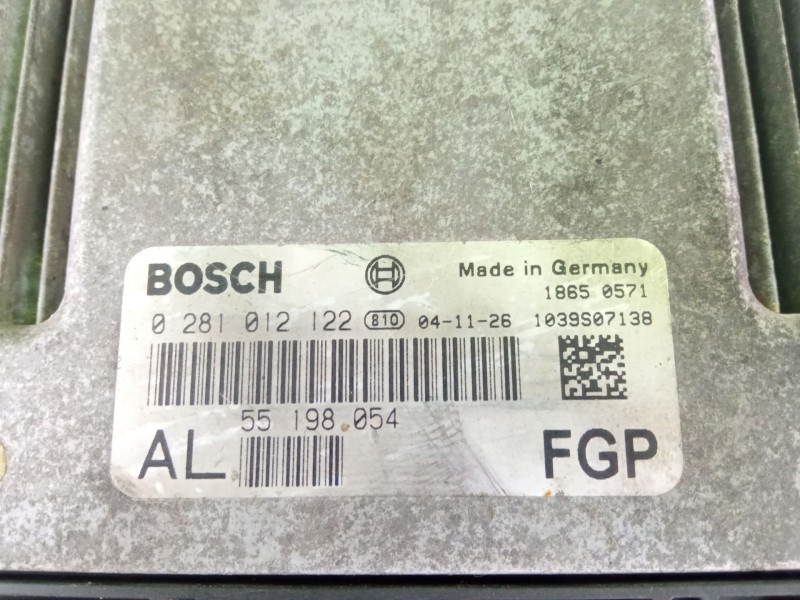 BOSCH
Made in Germany
1865 0571
0 281 012 122 810 04-11-26 1039S07138
55 198 054
AL FGP